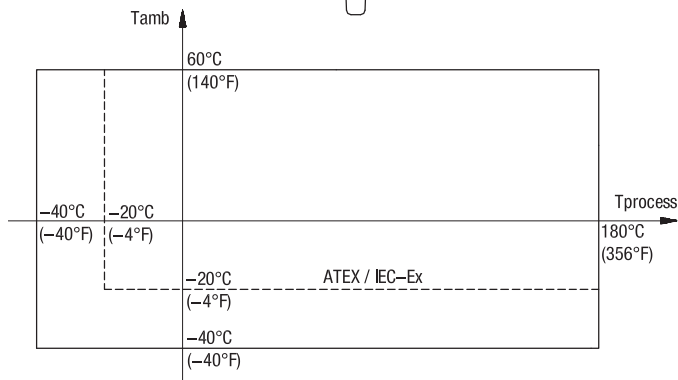 Tamb
60°C
(140°F)
Tprocess
−40°C
(−40°F)
−20°C
(−4°F)
180°C
(356°F)
−20°C
(−4°F)
ATEX / IEC−Ex
−40°C
(−40°F)